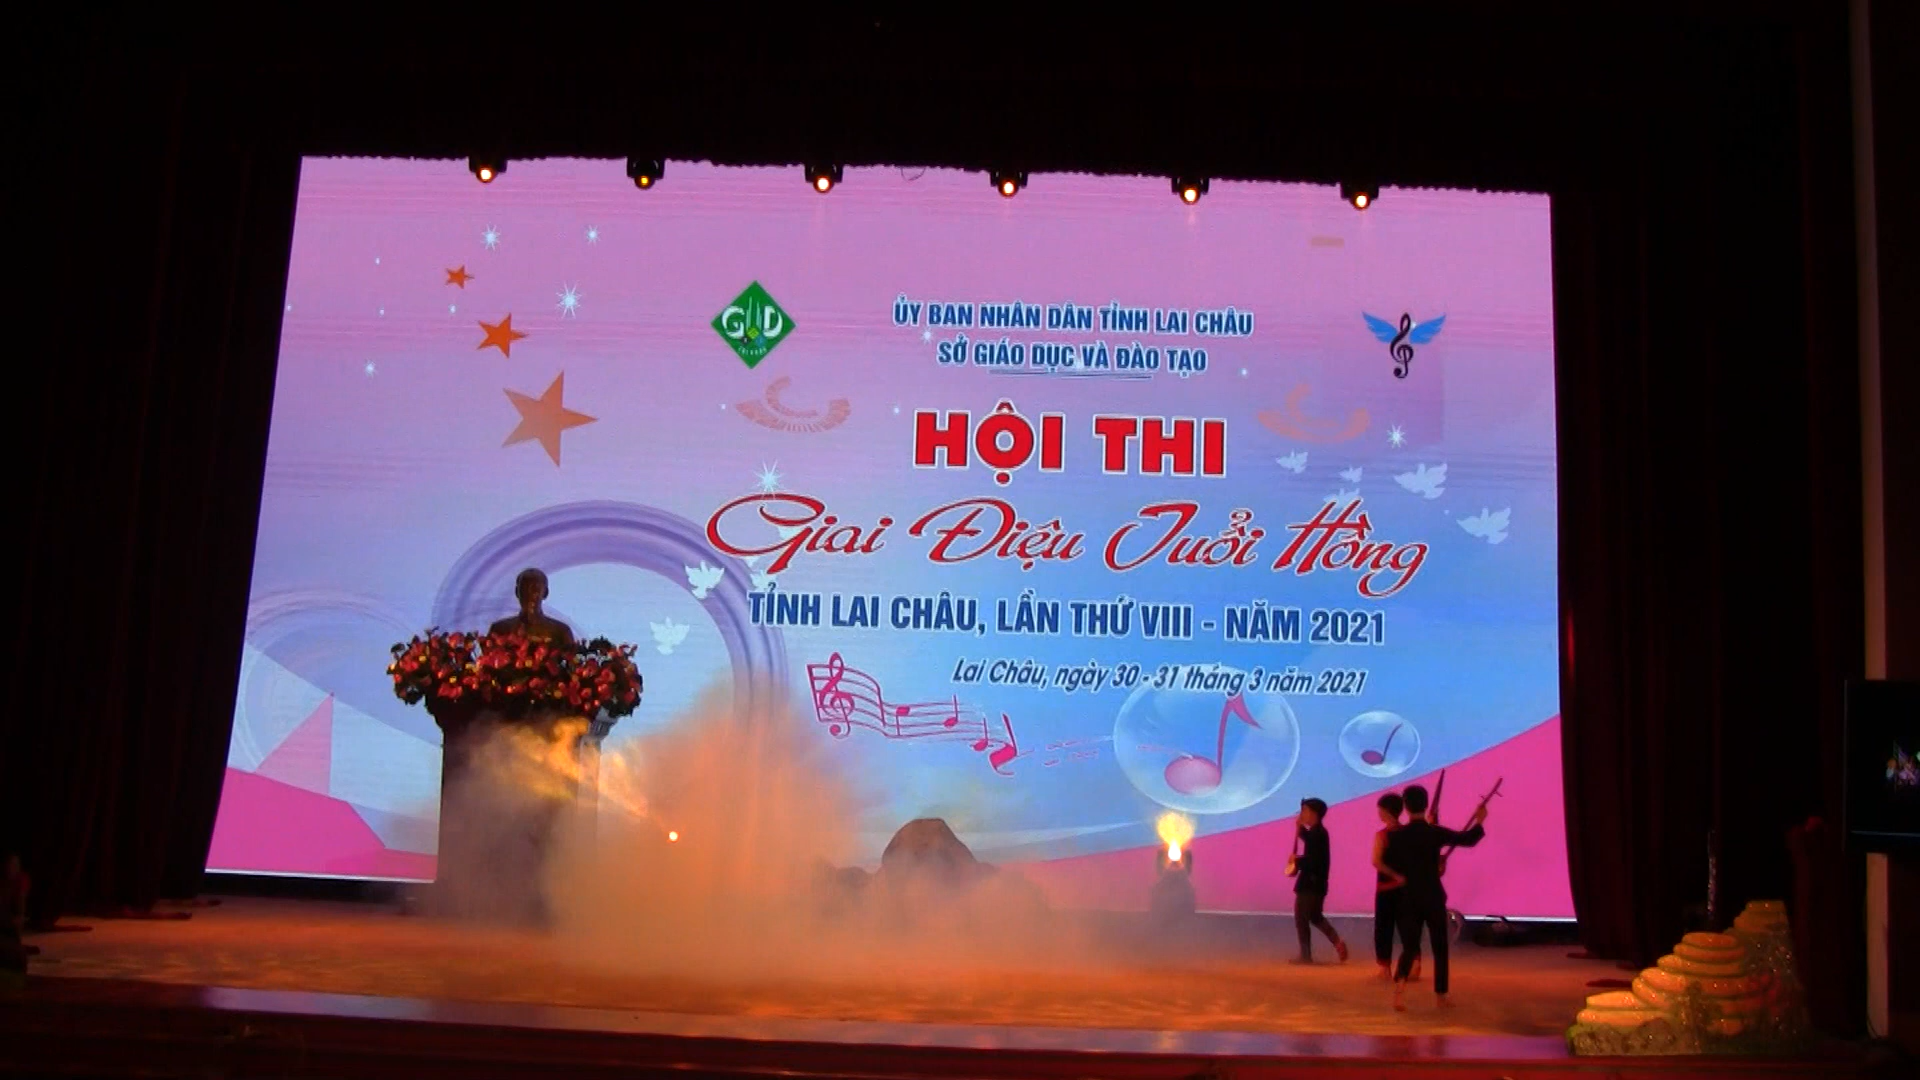 GD
ỦY BAN NHÂN DÂN TỈNH LAI CHÂU
SỞ GIÁO DỤC VÀ ĐÀO TẠO
HỘI THI
Giai Điệu Tuổi Hồng
TỈNH LAI CHÂU, LẦN THỨ VIII - NĂM 2021
Lai Châu, ngày 30 - 31 tháng 3 năm 2021